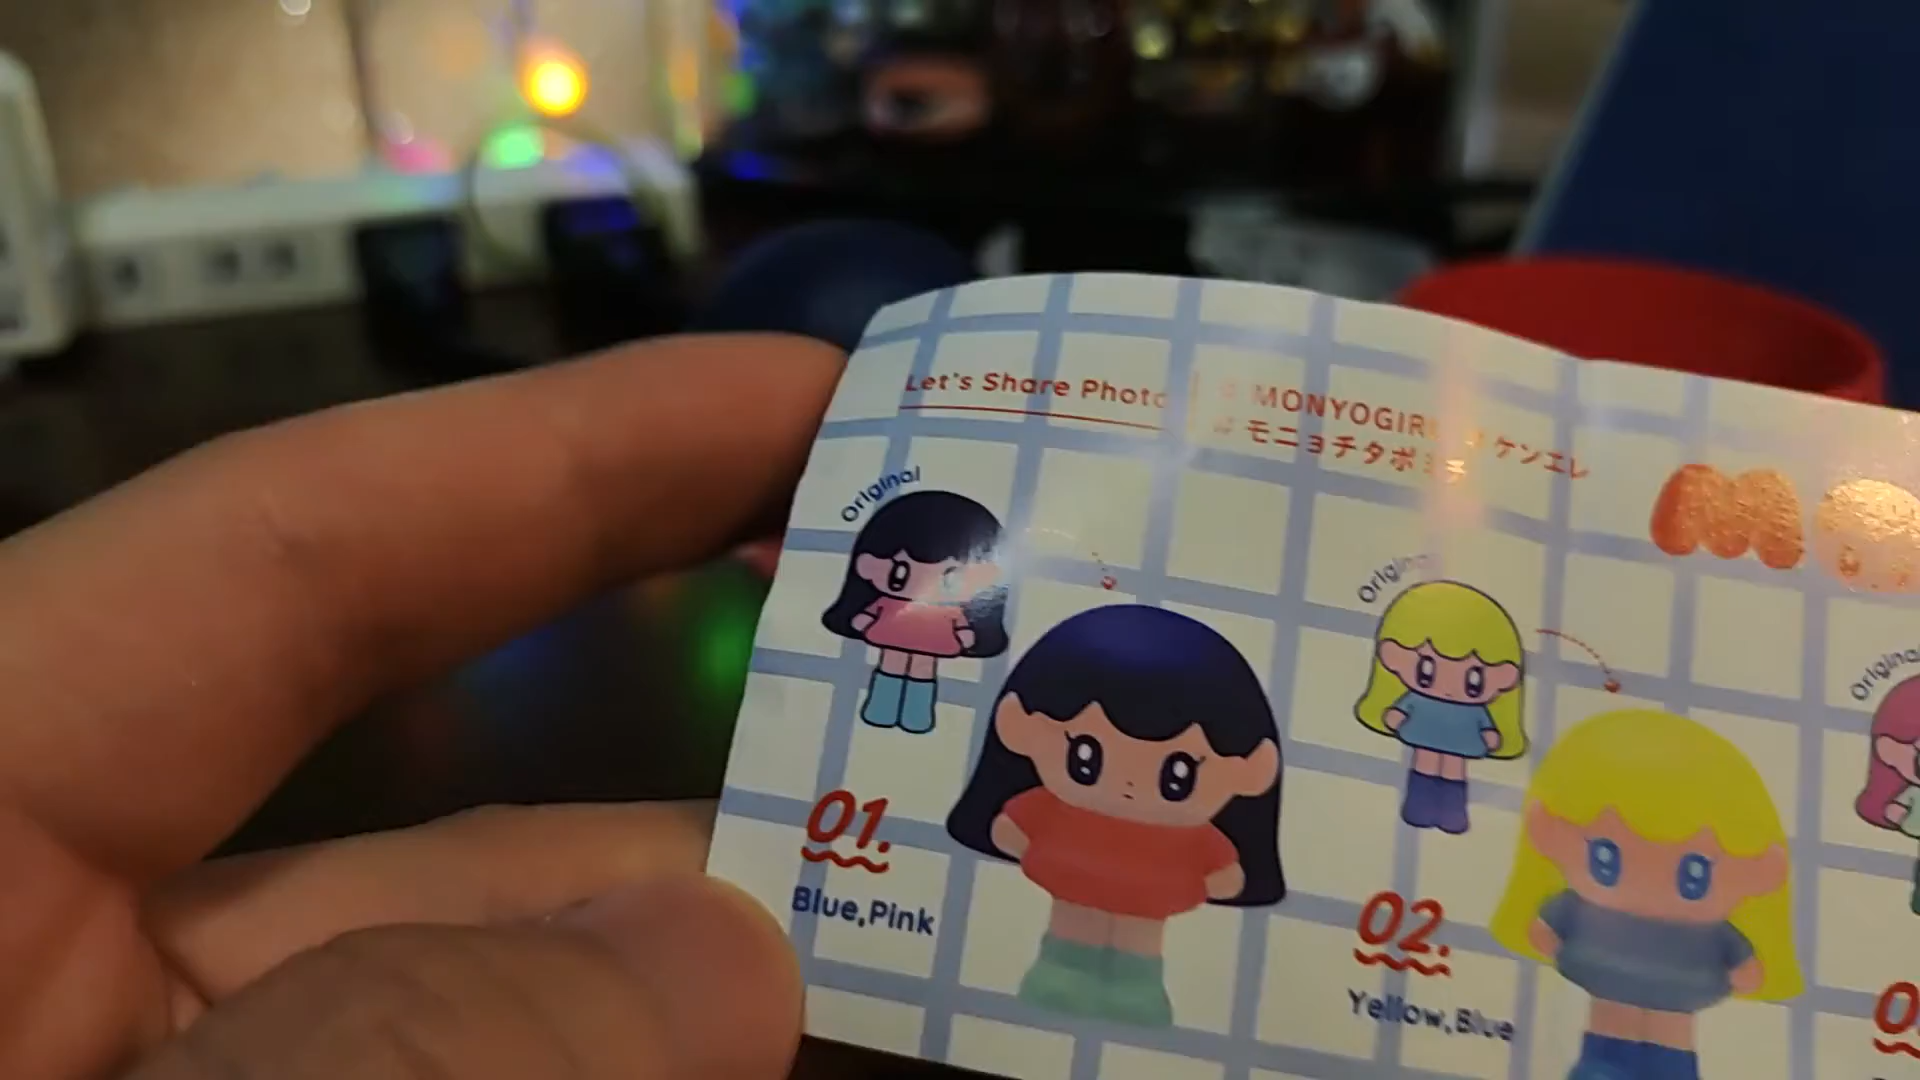 Let's Share Photo
# MONYOGIRL # ケンエレ
# モニョチタポ
Original
Original
Original
01.
Blue,Pink
02.
Yellow,Blue